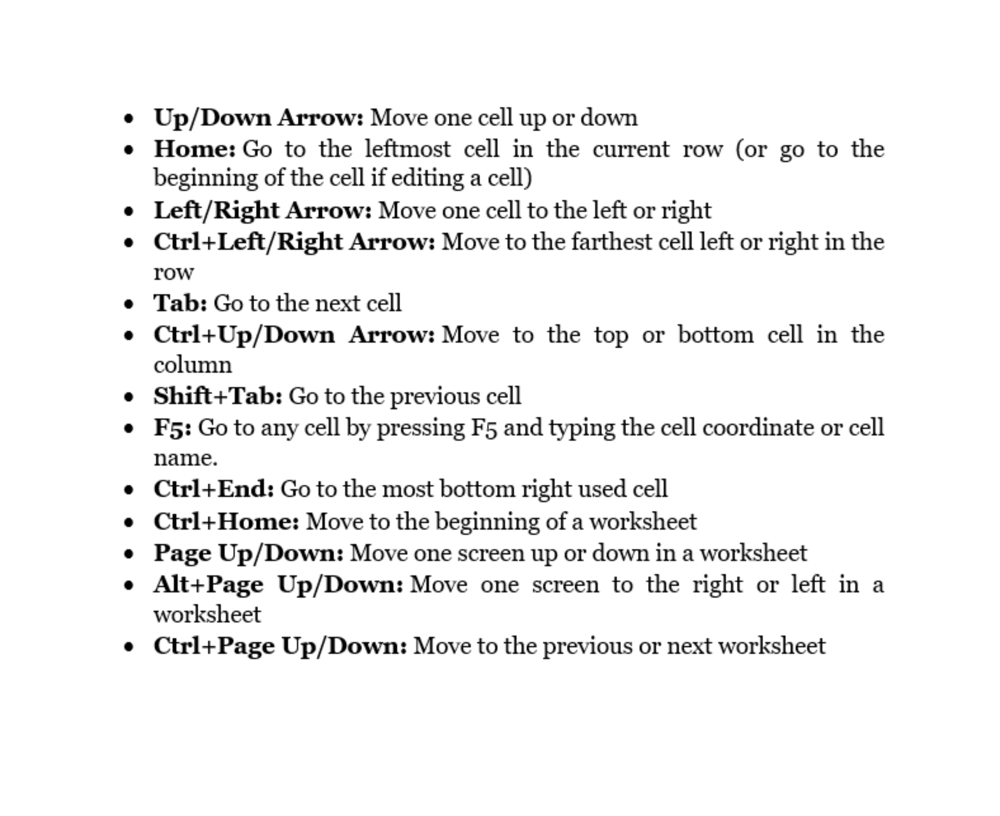 • Up/Down Arrow: Move one cell up or down
• Home: Go to the leftmost cell in the current row (or go to the
beginning of the cell if editing a cell)
• Left/Right Arrow: Move one cell to the left or right
• Ctrl+Left/Right Arrow: Move to the farthest cell left or right in the
row
• Tab: Go to the next cell
• Ctrl+Up/Down Arrow: Move to the top or bottom cell in the
column
• Shift+Tab: Go to the previous cell
• F5: Go to any cell by pressing F5 and typing the cell coordinate or cell
name.
• Ctrl+End: Go to the most bottom right used cell
• Ctrl+Home: Move to the beginning of a worksheet
• Page Up/Down: Move one screen up or down in a worksheet
• Alt+Page Up/Down: Move one screen to the right or left in a
worksheet
• Ctrl+Page Up/Down: Move to the previous or next worksheet